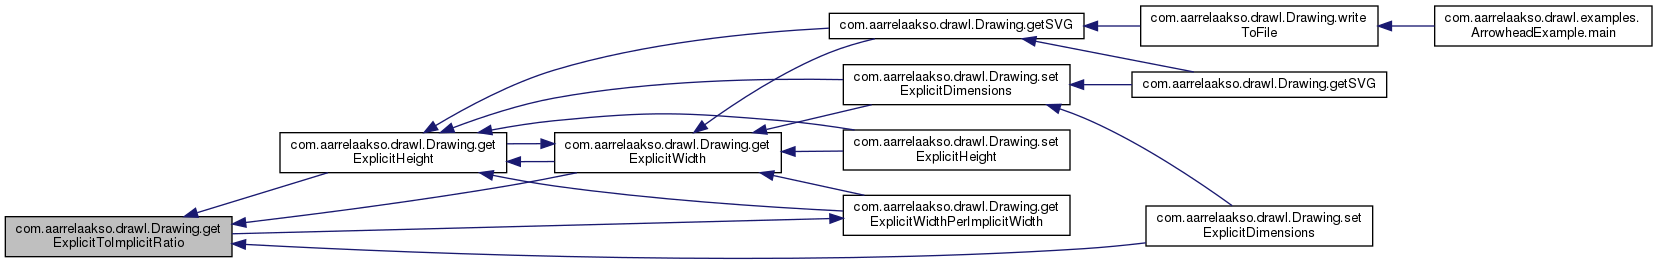 com.aarrelaakso.drawl.Drawing.get
ExplicitToImplicitRatio
com.aarrelaakso.drawl.Drawing.get
ExplicitHeight
com.aarrelaakso.drawl.Drawing.get
ExplicitWidth
com.aarrelaakso.drawl.Drawing.getSVG
com.aarrelaakso.drawl.Drawing.set
ExplicitDimensions
com.aarrelaakso.drawl.Drawing.set
ExplicitHeight
com.aarrelaakso.drawl.Drawing.get
ExplicitWidthPerImplicitWidth
com.aarrelaakso.drawl.Drawing.write
ToFile
com.aarrelaakso.drawl.Drawing.getSVG
com.aarrelaakso.drawl.Drawing.set
ExplicitDimensions
com.aarrelaakso.drawl.examples.
ArrowheadExample.main